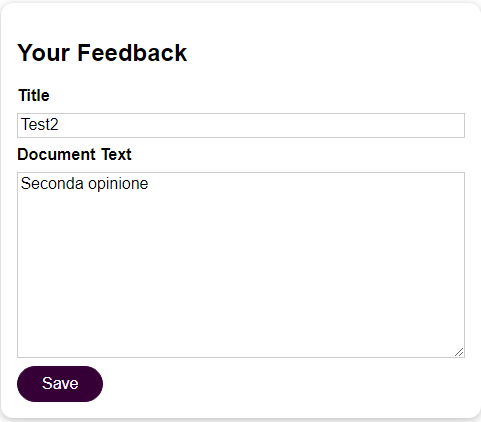 Your Feedback
Title
Test2
Document Text
Seconda opinione
Save